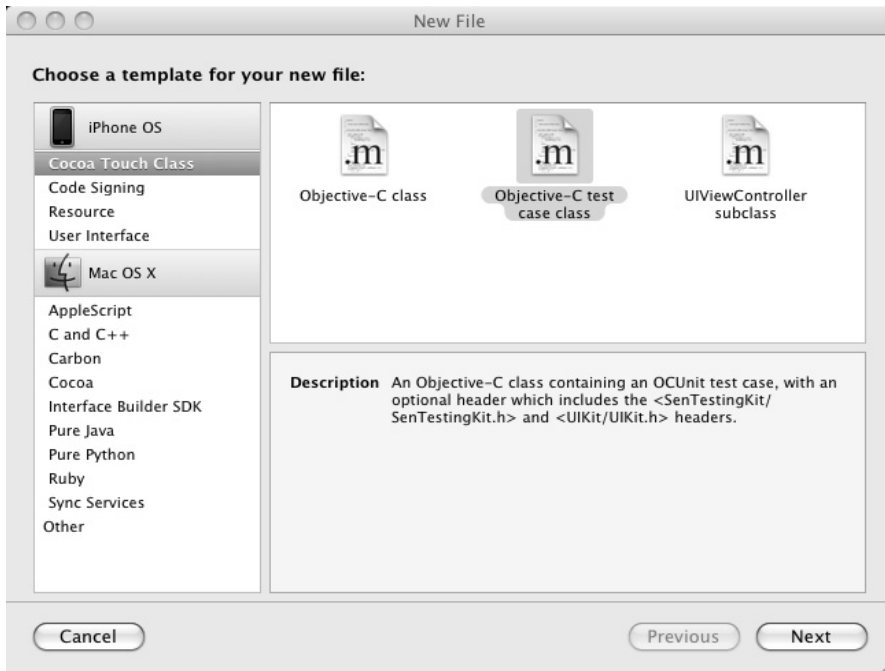 New File
Choose a template for your new file:
iPhone OS
Cocoa Touch Class
Code Signing
Resource
User Interface
Mac OS X
AppleScript
C and C++
Carbon
Cocoa
Interface Builder SDK
Pure Java
Pure Python
Ruby
Sync Services
Other
.m
Objective-C class
.m
Objective-C test
case class
.m
UIViewController
subclass
Description An Objective-C class containing an OCUnit test case, with an
optional header which includes the <SenTestingKit/
SenTestingKit.h> and <UIKit/UIKit.h> headers.
Cancel
Previous
Next